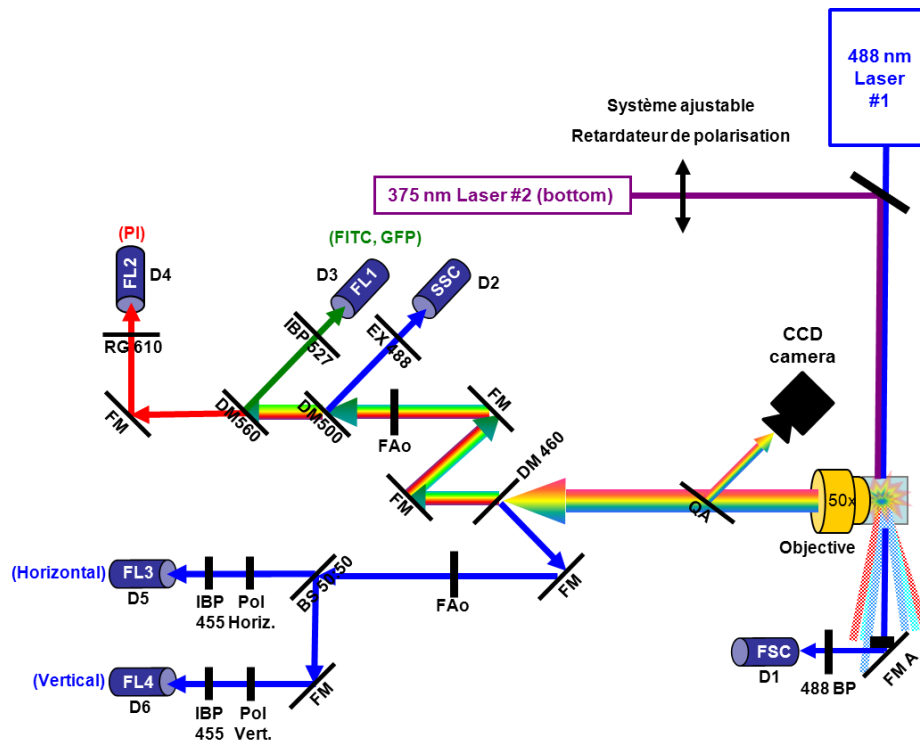 488 nm
Laser
#1
Système ajustable
Retardateur de polarisation
375 nm Laser #2 (bottom)
(PI)
FL2
D4
RG 610
FM
(FITC, GFP)
D3
FL1
IBP 527
DM560
SSC
D2
EX 488
DM500
FAo
FM
FM
DM 460
CCD
camera
QA
50x
Objective
(Horizontal)
FL3
D5
IBP
455
Pol
Horiz.
BS 50/50
FAo
FM
(Vertical)
FL4
D6
IBP
455
Pol
Vert.
FM
FSC
D1
488 BP
FM A